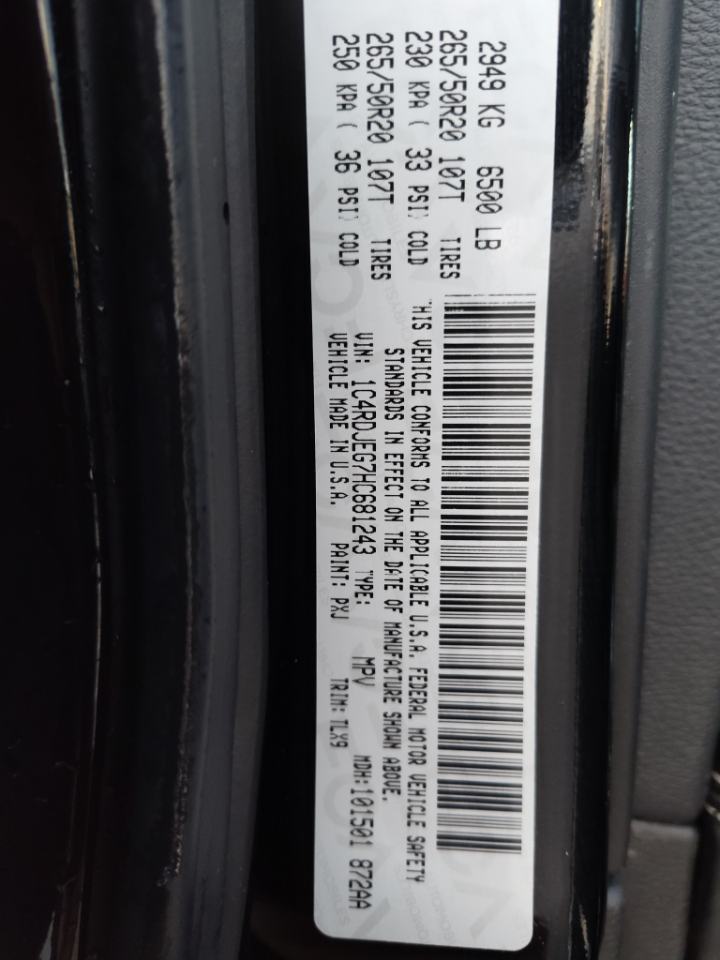 2949 KG 6500 LB
265/50R20 107T TIRES
230 KPA ( 33 PSI) COLD
265/50R20 107T TIRES
250 KPA ( 36 PSI) COLD
THIS VEHICLE CONFORMS TO ALL APPLICABLE U.S.A. FEDERAL MOTOR VEHICLE SAFETY
STANDARDS IN EFFECT ON THE DATE OF MANUFACTURE SHOWN ABOVE.
VIN: 1C4RDJEG7HC681243 TYPE: MPV MDH:101501 872AA
VEHICLE MADE IN U.S.A. PAINT: PXJ TRIM: TLX9